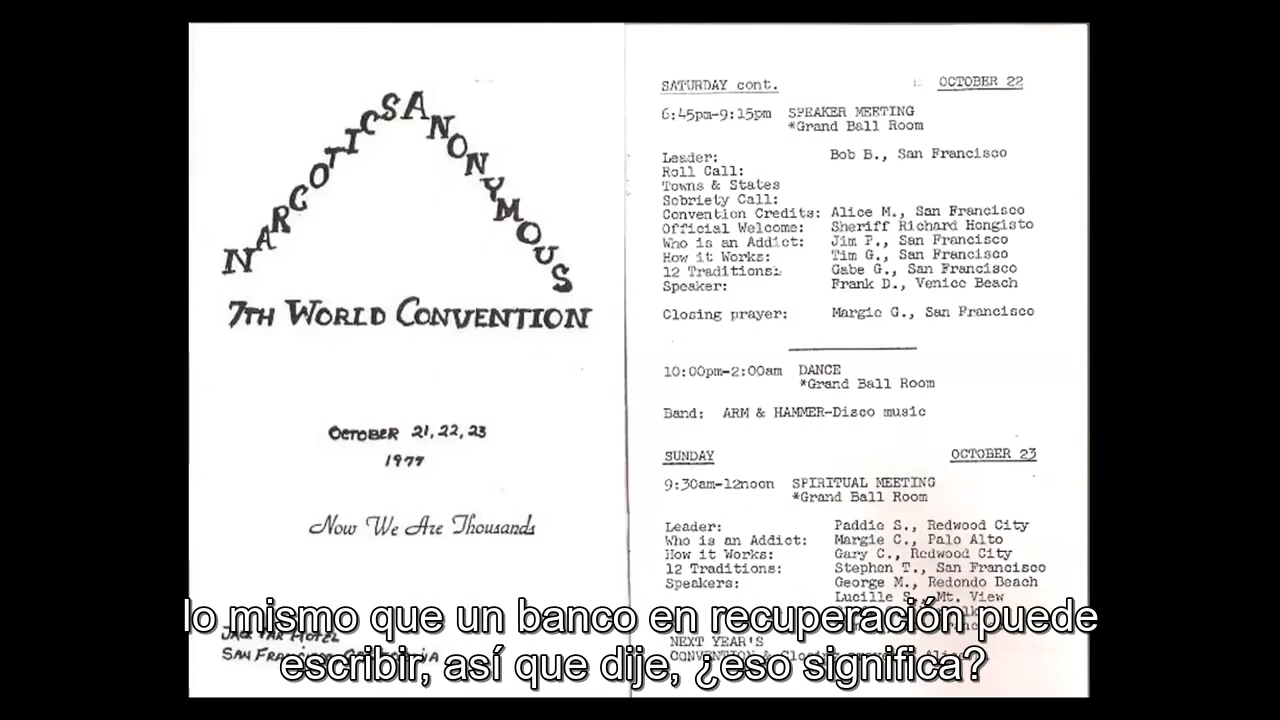 NARCOTICS ANONYMOUS
7TH WORLD CONVENTION
OCTOBER 21, 22, 23
1977
Now We Are Thousands
JACK TAR HOTEL
SAN FRANCISCO
SATURDAY cont. OCTOBER 22
6:45pm-9:15pm SPEAKER MEETING
*Grand Ball Room
Leader: Bob B., San Francisco
Roll Call:
Towns & States
Sobriety Call:
Convention Credits: Alice M., San Francisco
Official Welcome: Sheriff Richard Hongisto
Who is an Addict: Jim P., San Francisco
How it Works: Tim G., San Francisco
12 Traditions: Gabe G., San Francisco
Speaker: Frank D., Venice Beach
Closing prayer: Margie G., San Francisco
10:00pm-2:00am DANCE
*Grand Ball Room
Band: ARM & HAMMER-Disco music
SUNDAY OCTOBER 23
9:30am-12noon SPIRITUAL MEETING
*Grand Ball Room
Leader: Paddie S., Redwood City
Who is an Addict: Margie C., Palo Alto
How it Works: Gary C., Redwood City
12 Traditions: Stephen T., San Francisco
Speakers: George M., Redondo Beach
Lucille S., Mt. View
NEXT YEAR'S
CONVENTION & Closing
lo mismo que un banco en recuperación puede
escribir, así que dije, ¿eso significa?